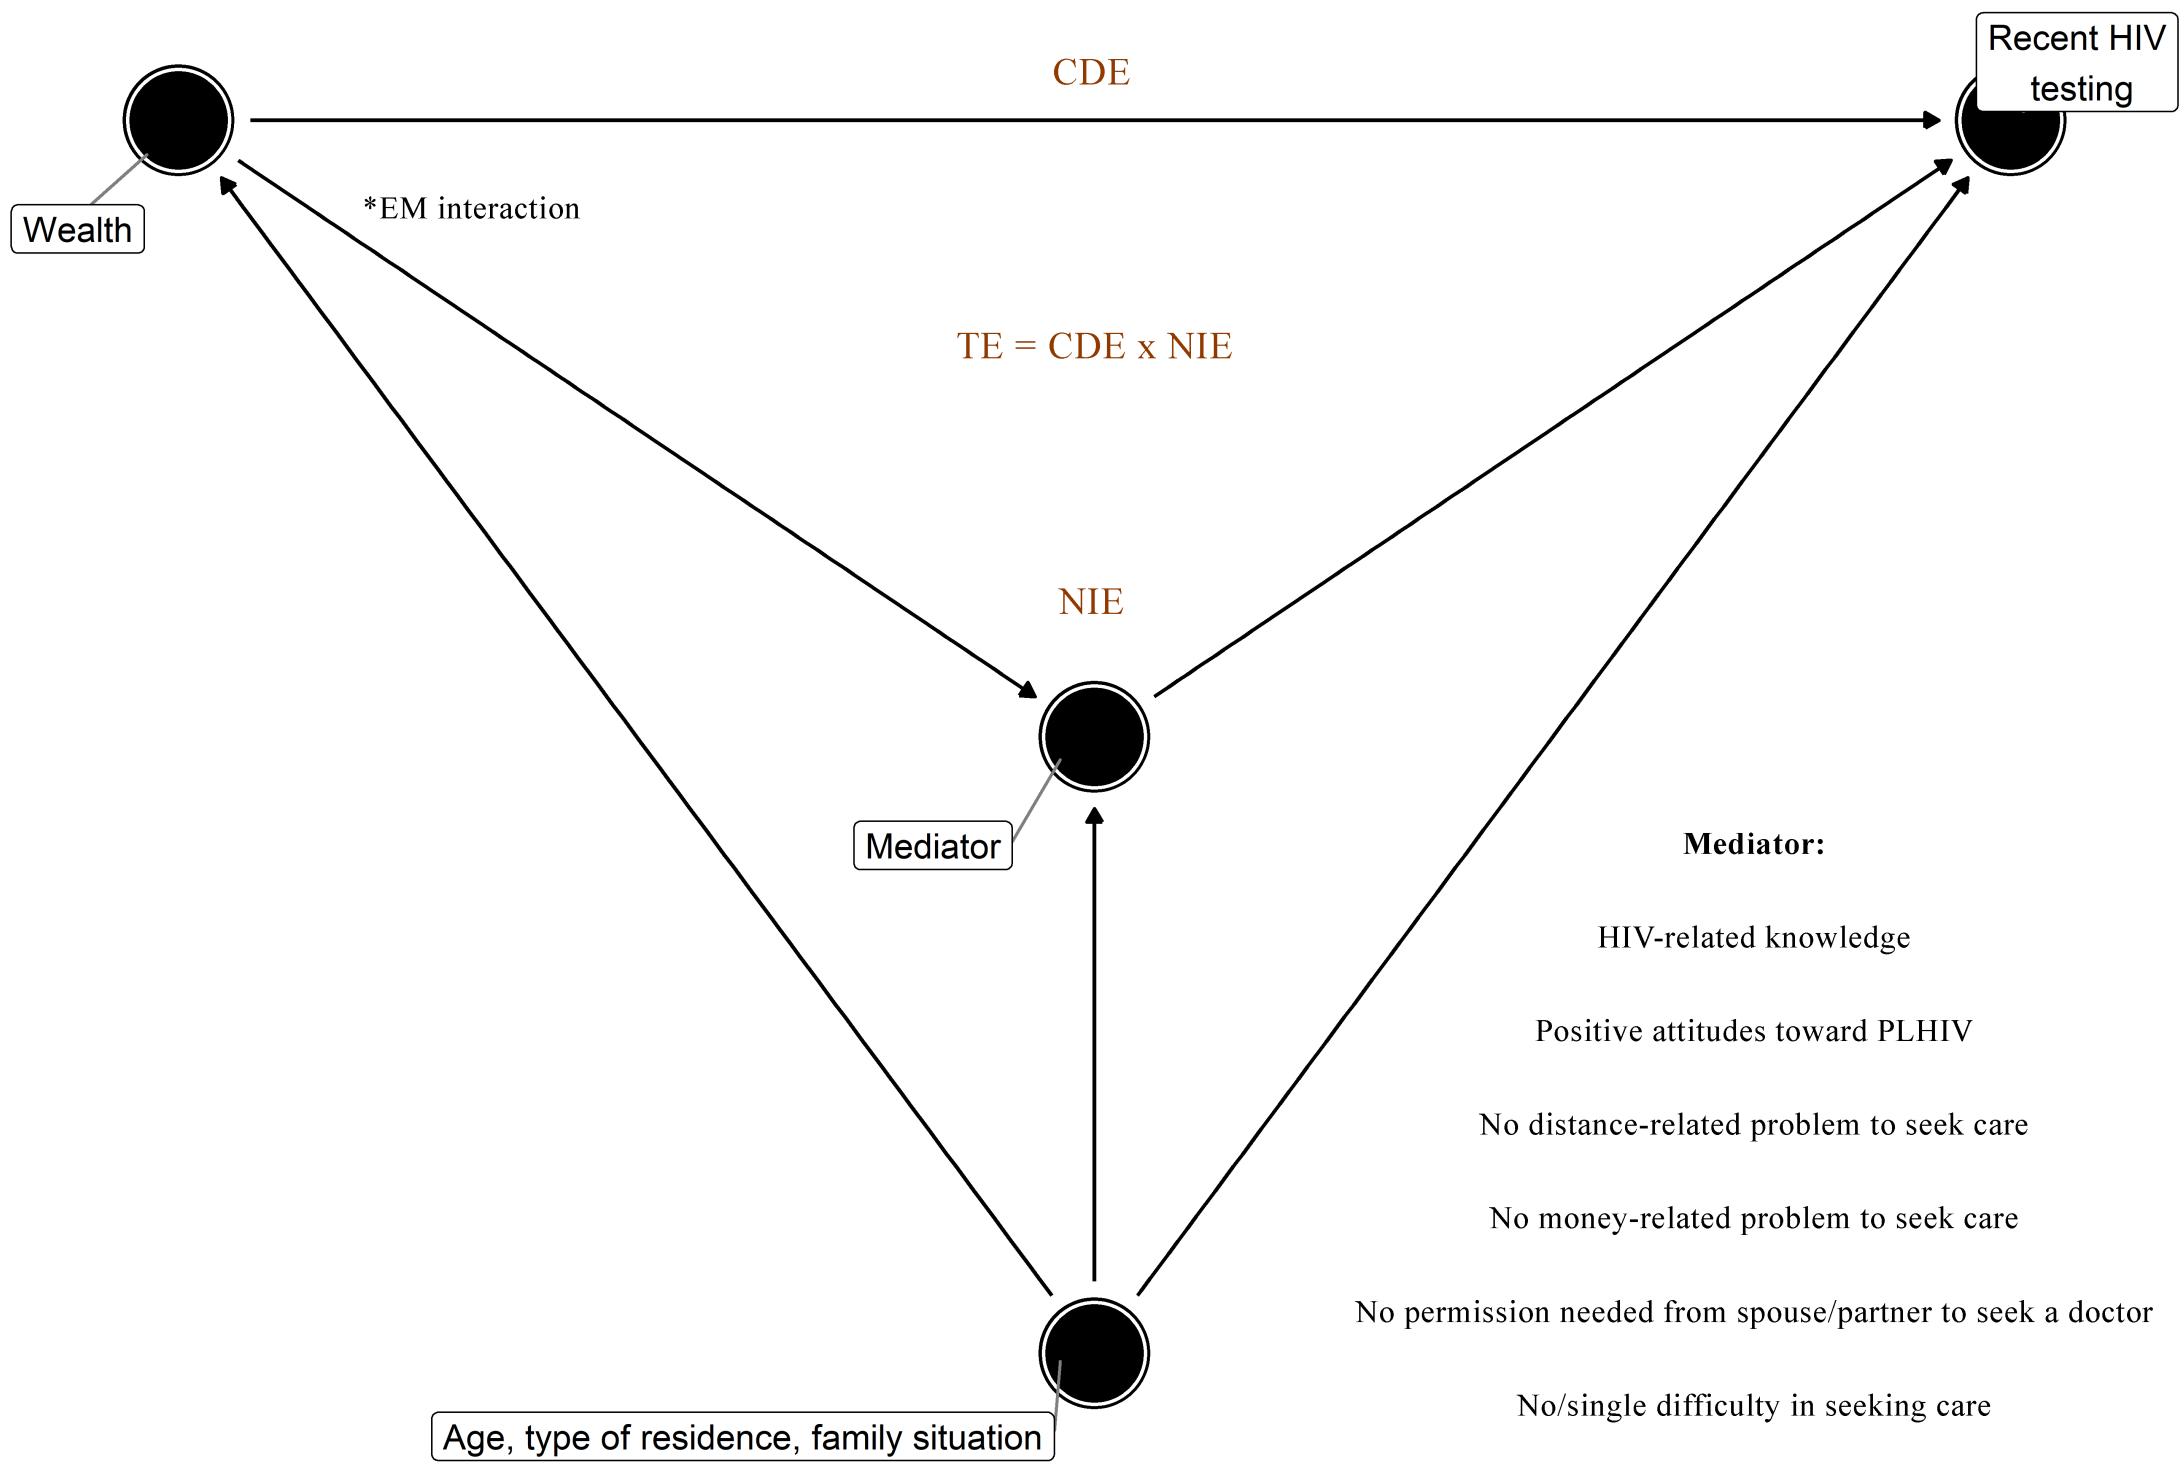 Recent HIV
testing
CDE
Wealth
*EM interaction
TE = CDE x NIE
NIE
Mediator
Mediator:
HIV-related knowledge
Positive attitudes toward PLHIV
No distance-related problem to seek care
No money-related problem to seek care
No permission needed from spouse/partner to seek a doctor
No/single difficulty in seeking care
Age, type of residence, family situation